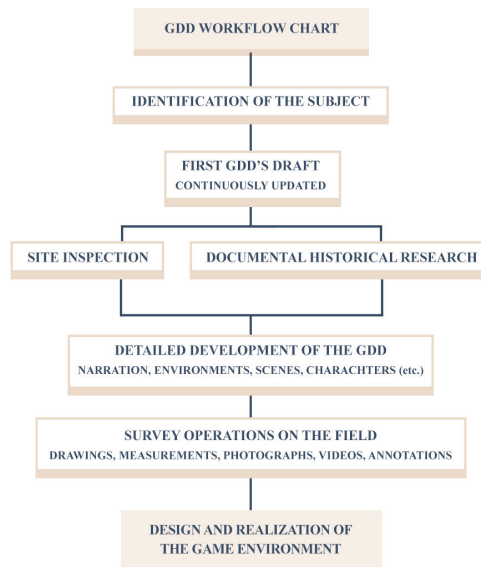 GDD WORKFLOW CHART
IDENTIFICATION OF THE SUBJECT
FIRST GDD'S DRAFT
CONTINUOUSLY UPDATED
SITE INSPECTION
DOCUMENTAL HISTORICAL RESEARCH
DETAILED DEVELOPMENT OF THE GDD
NARRATION, ENVIRONMENTS, SCENES, CHARACHTERS (etc.)
SURVEY OPERATIONS ON THE FIELD
DRAWINGS, MEASUREMENTS, PHOTOGRAPHS, VIDEOS, ANNOTATIONS
DESIGN AND REALIZATION OF
THE GAME ENVIRONMENT